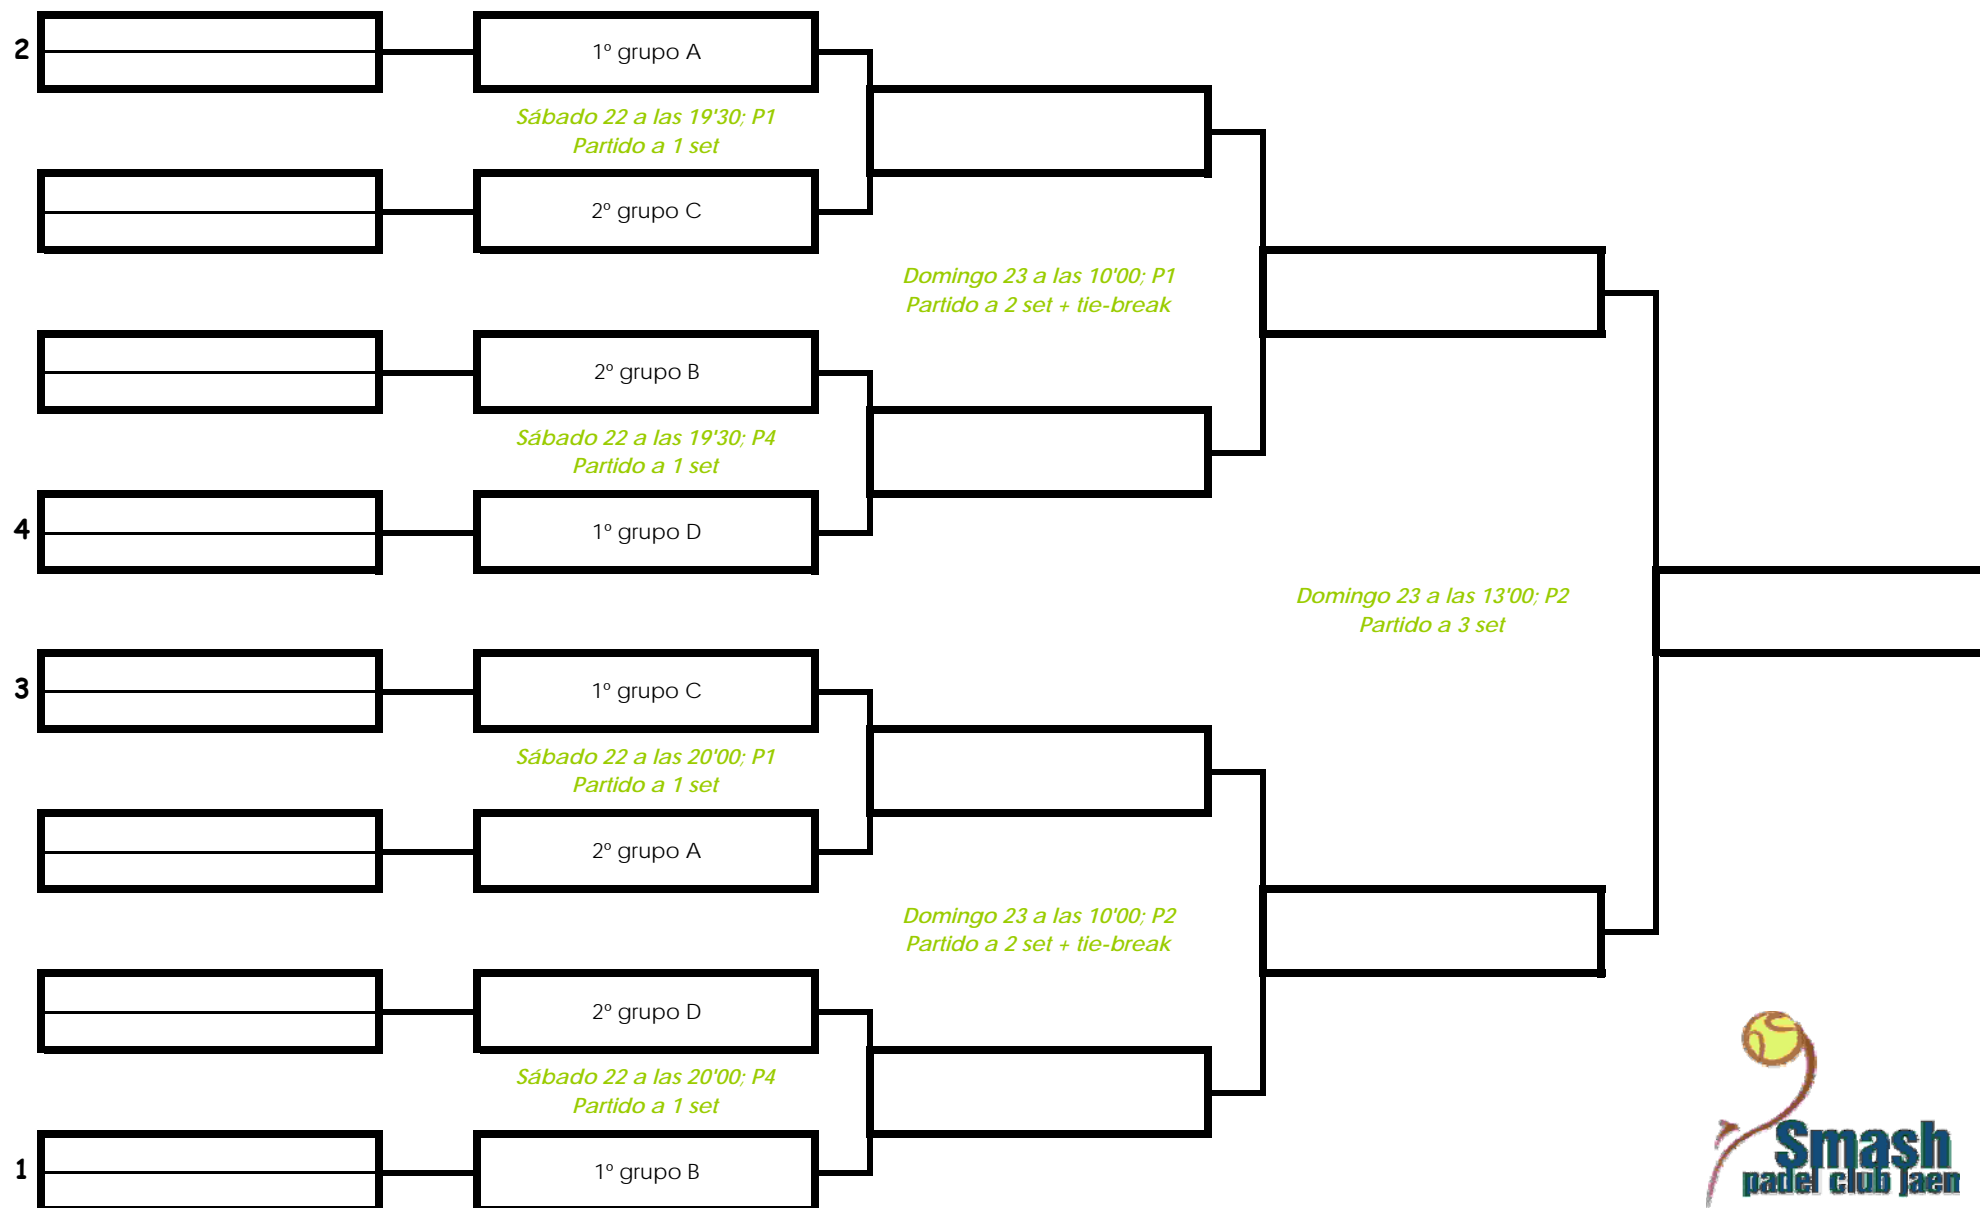 2
1º grupo A
Sábado 22 a las 19'30; P1
Partido a 1 set
2º grupo C
Domingo 23 a las 10'00; P1
Partido a 2 set + tie-break
2º grupo B
Sábado 22 a las 19'30; P4
Partido a 1 set
4
1º grupo D
Domingo 23 a las 13'00; P2
Partido a 3 set
3
1º grupo C
Sábado 22 a las 20'00; P1
Partido a 1 set
2º grupo A
Domingo 23 a las 10'00; P2
Partido a 2 set + tie-break
2º grupo D
Sábado 22 a las 20'00; P4
Partido a 1 set
1
1º grupo B
Smash
padel club jaen